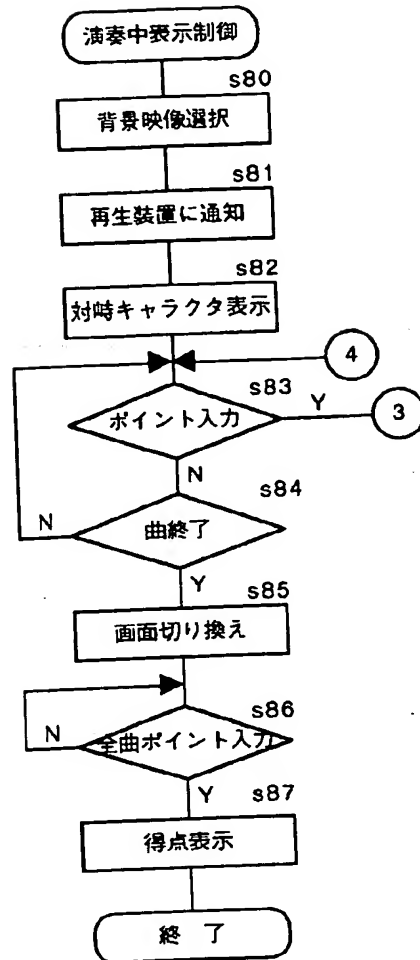 演奏中表示制御
s80
背景映像選択
s81
再生装置に通知
s82
対峙キャラクタ表示
4
s83
ポイント入力
Y
3
N
s84
曲終了
N
Y
s85
画面切り換え
s86
全曲ポイント入力
N
Y
s87
得点表示
終 了